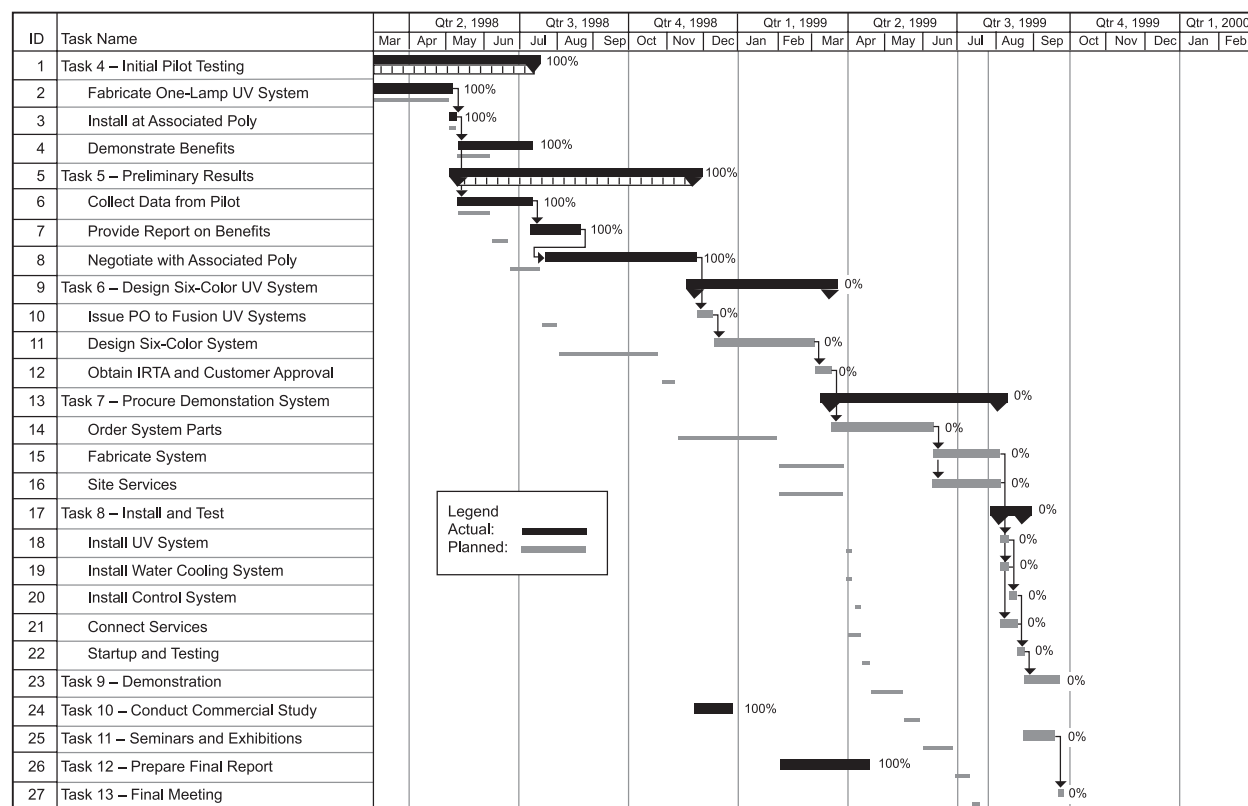 Qtr 2, 1998 Qtr 3, 1998 Qtr 4, 1998 Qtr 1, 1999 Qtr 2, 1999 Qtr 3, 1999 Qtr 4, 1999 Qtr 1, 2000
ID Task Name Mar Apr May Jun Jul Aug Sep Oct Nov Dec Jan Feb Mar Apr May Jun Jul Aug Sep Oct Nov Dec Jan Feb
1 Task 4 – Initial Pilot Testing 100%
2 Fabricate One-Lamp UV System 100%
3 Install at Associated Poly 100%
4 Demonstrate Benefits 100%
5 Task 5 – Preliminary Results 100%
6 Collect Data from Pilot 100%
7 Provide Report on Benefits 100%
8 Negotiate with Associated Poly 100%
9 Task 6 – Design Six-Color UV System 0%
10 Issue PO to Fusion UV Systems 0%
11 Design Six-Color System 0%
12 Obtain IRTA and Customer Approval 0%
13 Task 7 – Procure Demonstation System 0%
14 Order System Parts 0%
15 Fabricate System 0%
16 Site Services 0%
17 Task 8 – Install and Test 0%
18 Install UV System 0%
19 Install Water Cooling System 0%
20 Install Control System 0%
21 Connect Services 0%
22 Startup and Testing 0%
23 Task 9 – Demonstration 0%
24 Task 10 – Conduct Commercial Study 100%
25 Task 11 – Seminars and Exhibitions 0%
26 Task 12 – Prepare Final Report 100%
27 Task 13 – Final Meeting 0%
Legend
Actual:
Planned: